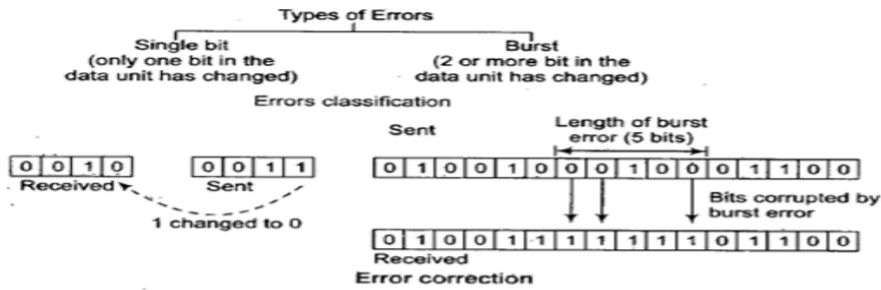 Types of Errors
Single bit
(only one bit in the
data unit has changed)
Burst
(2 or more bit in the
data unit has changed)
Errors classification
Sent
Length of burst
error (5 bits)
0 0 1 0
Received
0 0 1 1
Sent
1 changed to 0
0 1 0 0 1 0 0 0 1 0 0 0 1 1 0 0
Bits corrupted by
burst error
0 1 0 0 1 1 1 1 1 1 1 0 1 1 0 0
Received
Error correction